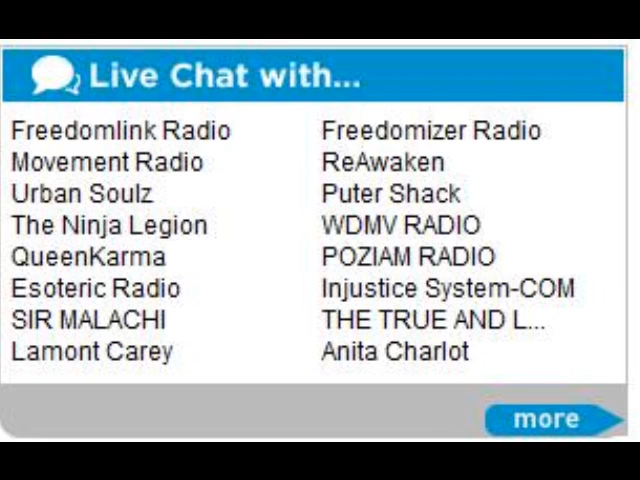 Live Chat with...
Freedomlink Radio
Movement Radio
Urban Soulz
The Ninja Legion
QueenKarma
Esoteric Radio
SIR MALACHI
Lamont Carey
Freedomizer Radio
ReAwaken
Puter Shack
WDMV RADIO
POZIAM RADIO
Injustice System-COM
THE TRUE AND L...
Anita Charlot
more